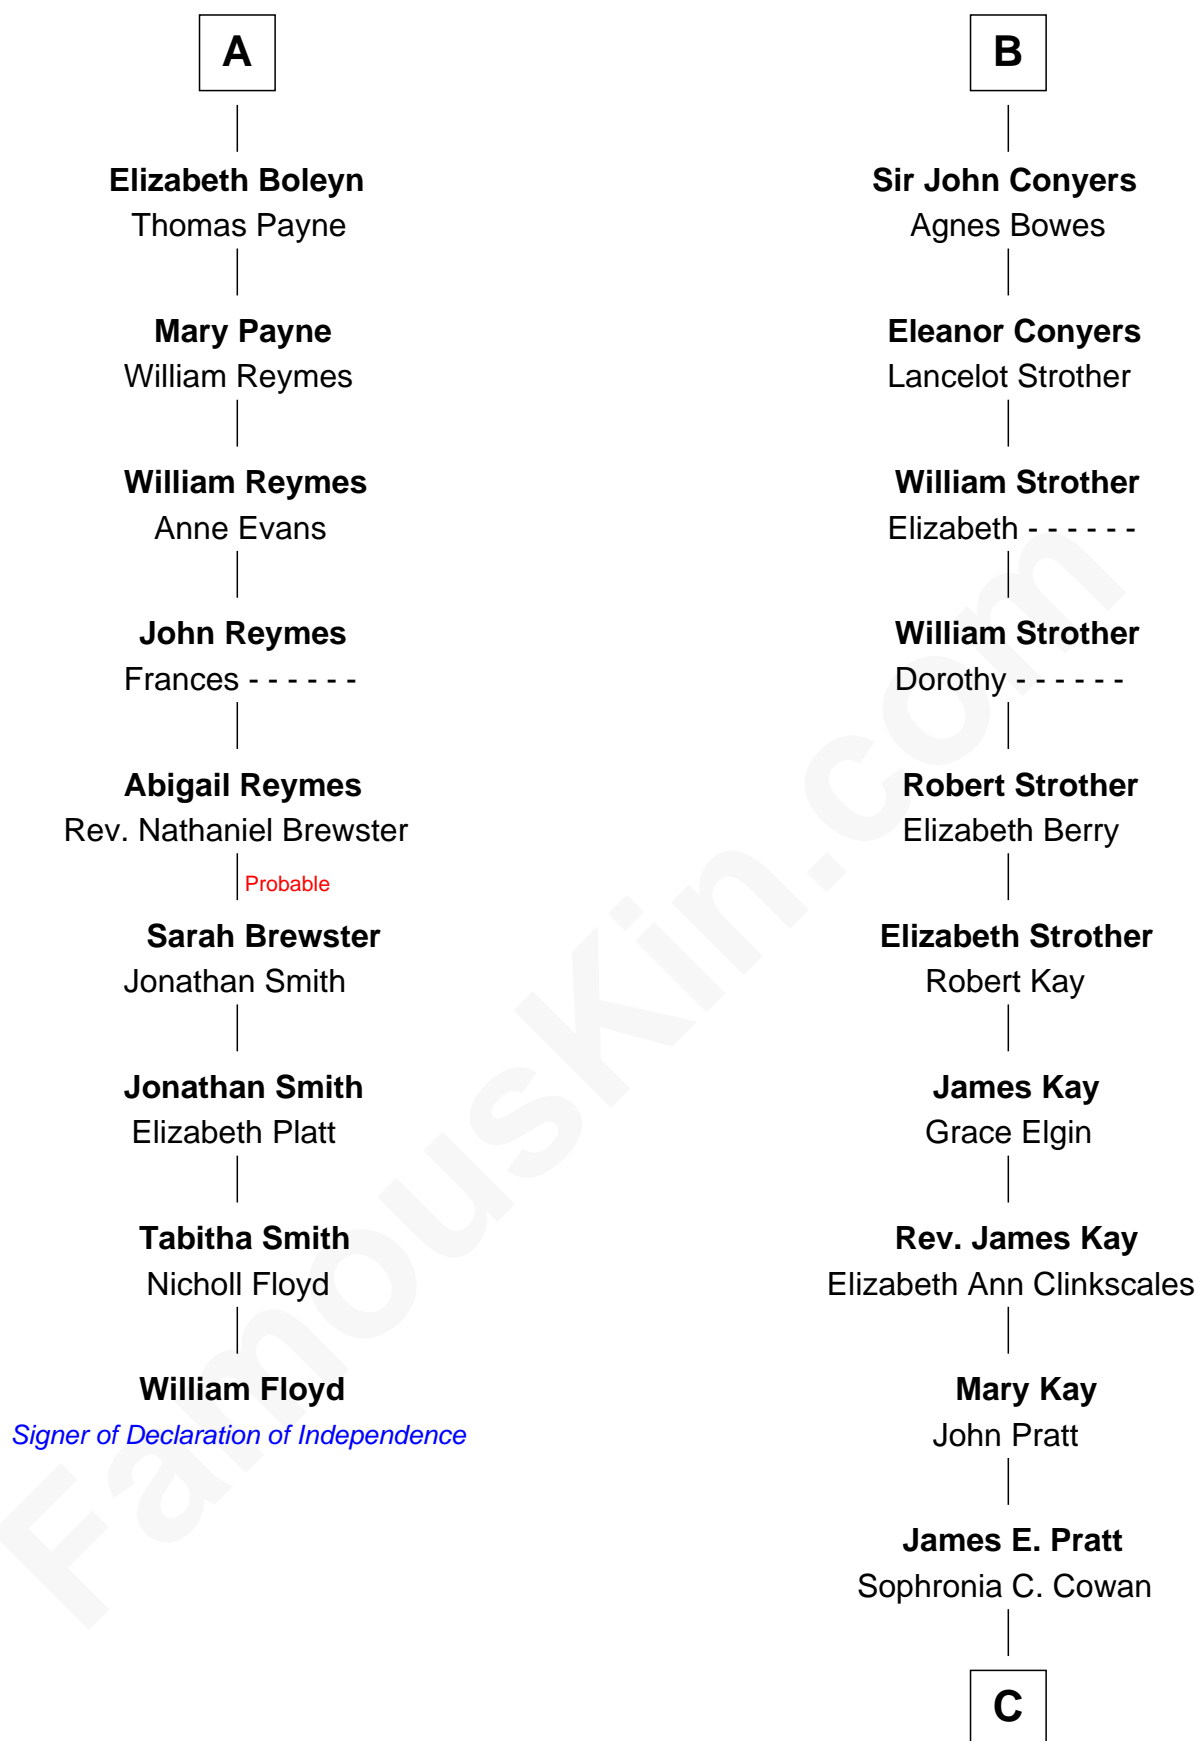 A
Elizabeth Boleyn
Thomas Payne
Mary Payne
William Reymes
William Reymes
Anne Evans
John Reymes
Frances - - - - - -
Abigail Reymes
Rev. Nathaniel Brewster
Probable
Sarah Brewster
Jonathan Smith
Jonathan Smith
Elizabeth Platt
Tabitha Smith
Nicholl Floyd
William Floyd
Signer of Declaration of Independence
B
Sir John Conyers
Agnes Bowes
Eleanor Conyers
Lancelot Strother
William Strother
Elizabeth - - - - - -
William Strother
Dorothy - - - - - -
Robert Strother
Elizabeth Berry
Elizabeth Strother
Robert Kay
James Kay
Grace Elgin
Rev. James Kay
Elizabeth Ann Clinkscales
Mary Kay
John Pratt
James E. Pratt
Sophronia C. Cowan
C
FamousKin.com